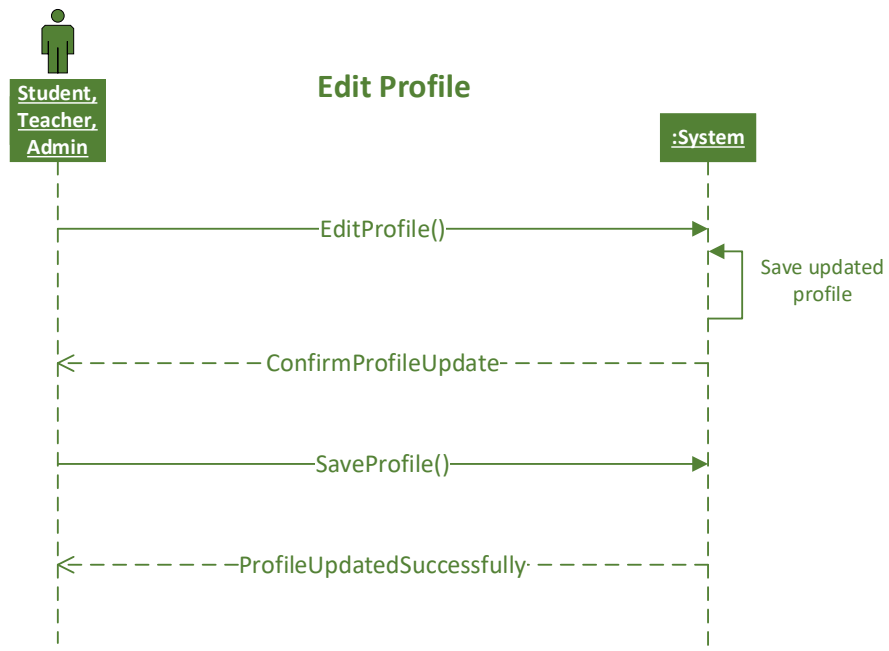 Edit Profile
Student,
Teacher,
Admin
:System
EditProfile()
Save updated
profile
ConfirmProfileUpdate
SaveProfile()
ProfileUpdatedSuccessfully